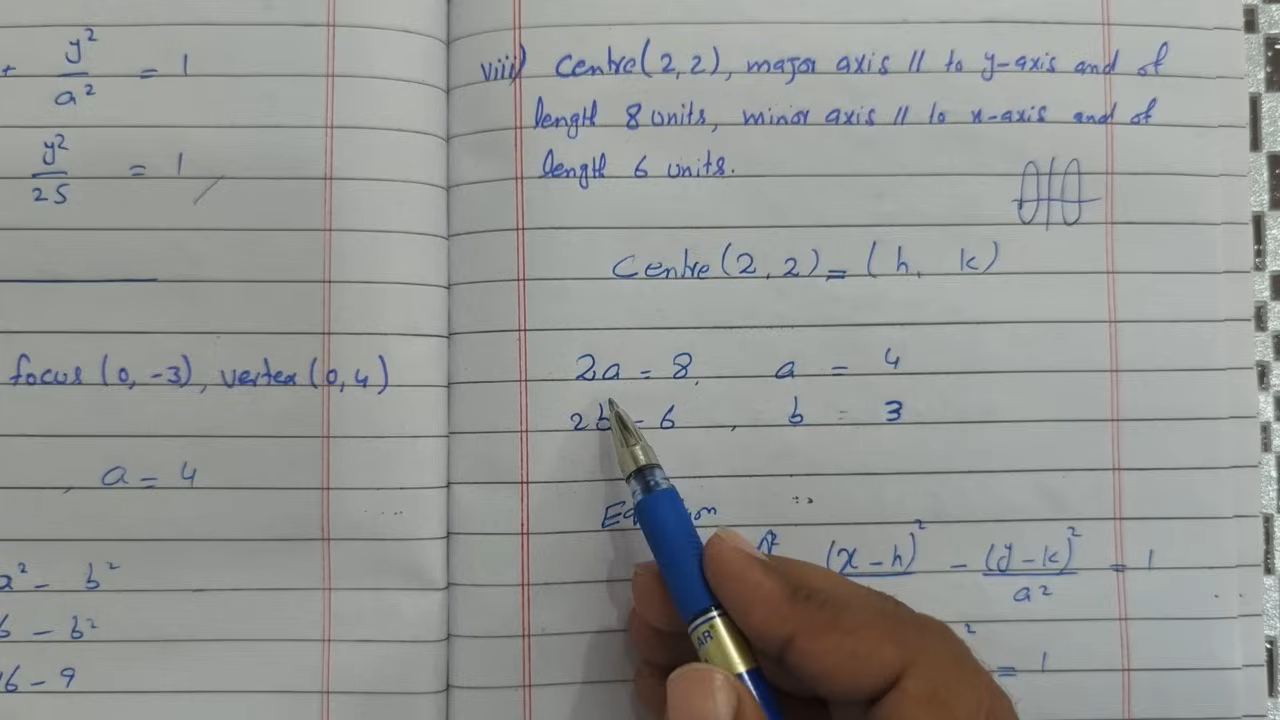 + y² / a² = 1
y² / 25 = 1
focus (0, -3), vertex (0, 4)
, a = 4
a² - b²
6 - b²
16 - 9
viii) Centre (2, 2), major axis // to y-axis and of
length 8 units, minor axis // to x-axis and of
length 6 units.
Centre (2, 2) = (h, k)
2a = 8, a = 4
2b = 6 , b = 3
(x - h)² - (y - k)² / a² = 1
² = 1